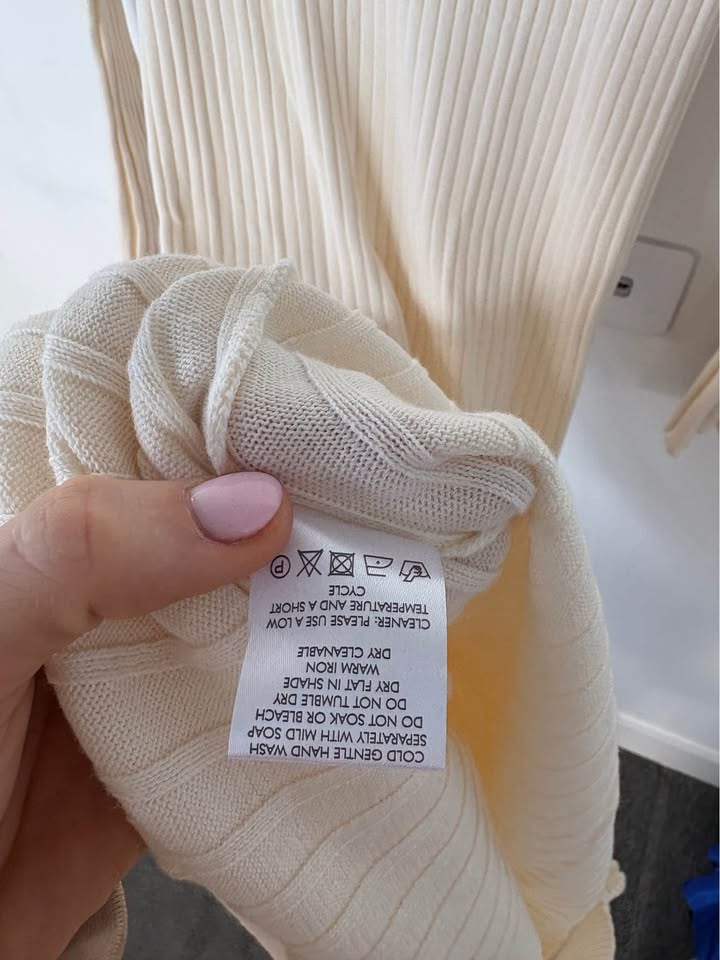 COLD GENTLE HAND WASH
SEPARATELY WITH MILD SOAP
DO NOT SOAK OR BLEACH
DO NOT TUMBLE DRY
DRY FLAT IN SHADE
WARM IRON
DRY CLEANABLE
CLEANER: PLEASE USE A LOW
TEMPERATURE AND A SHORT
CYCLE
P